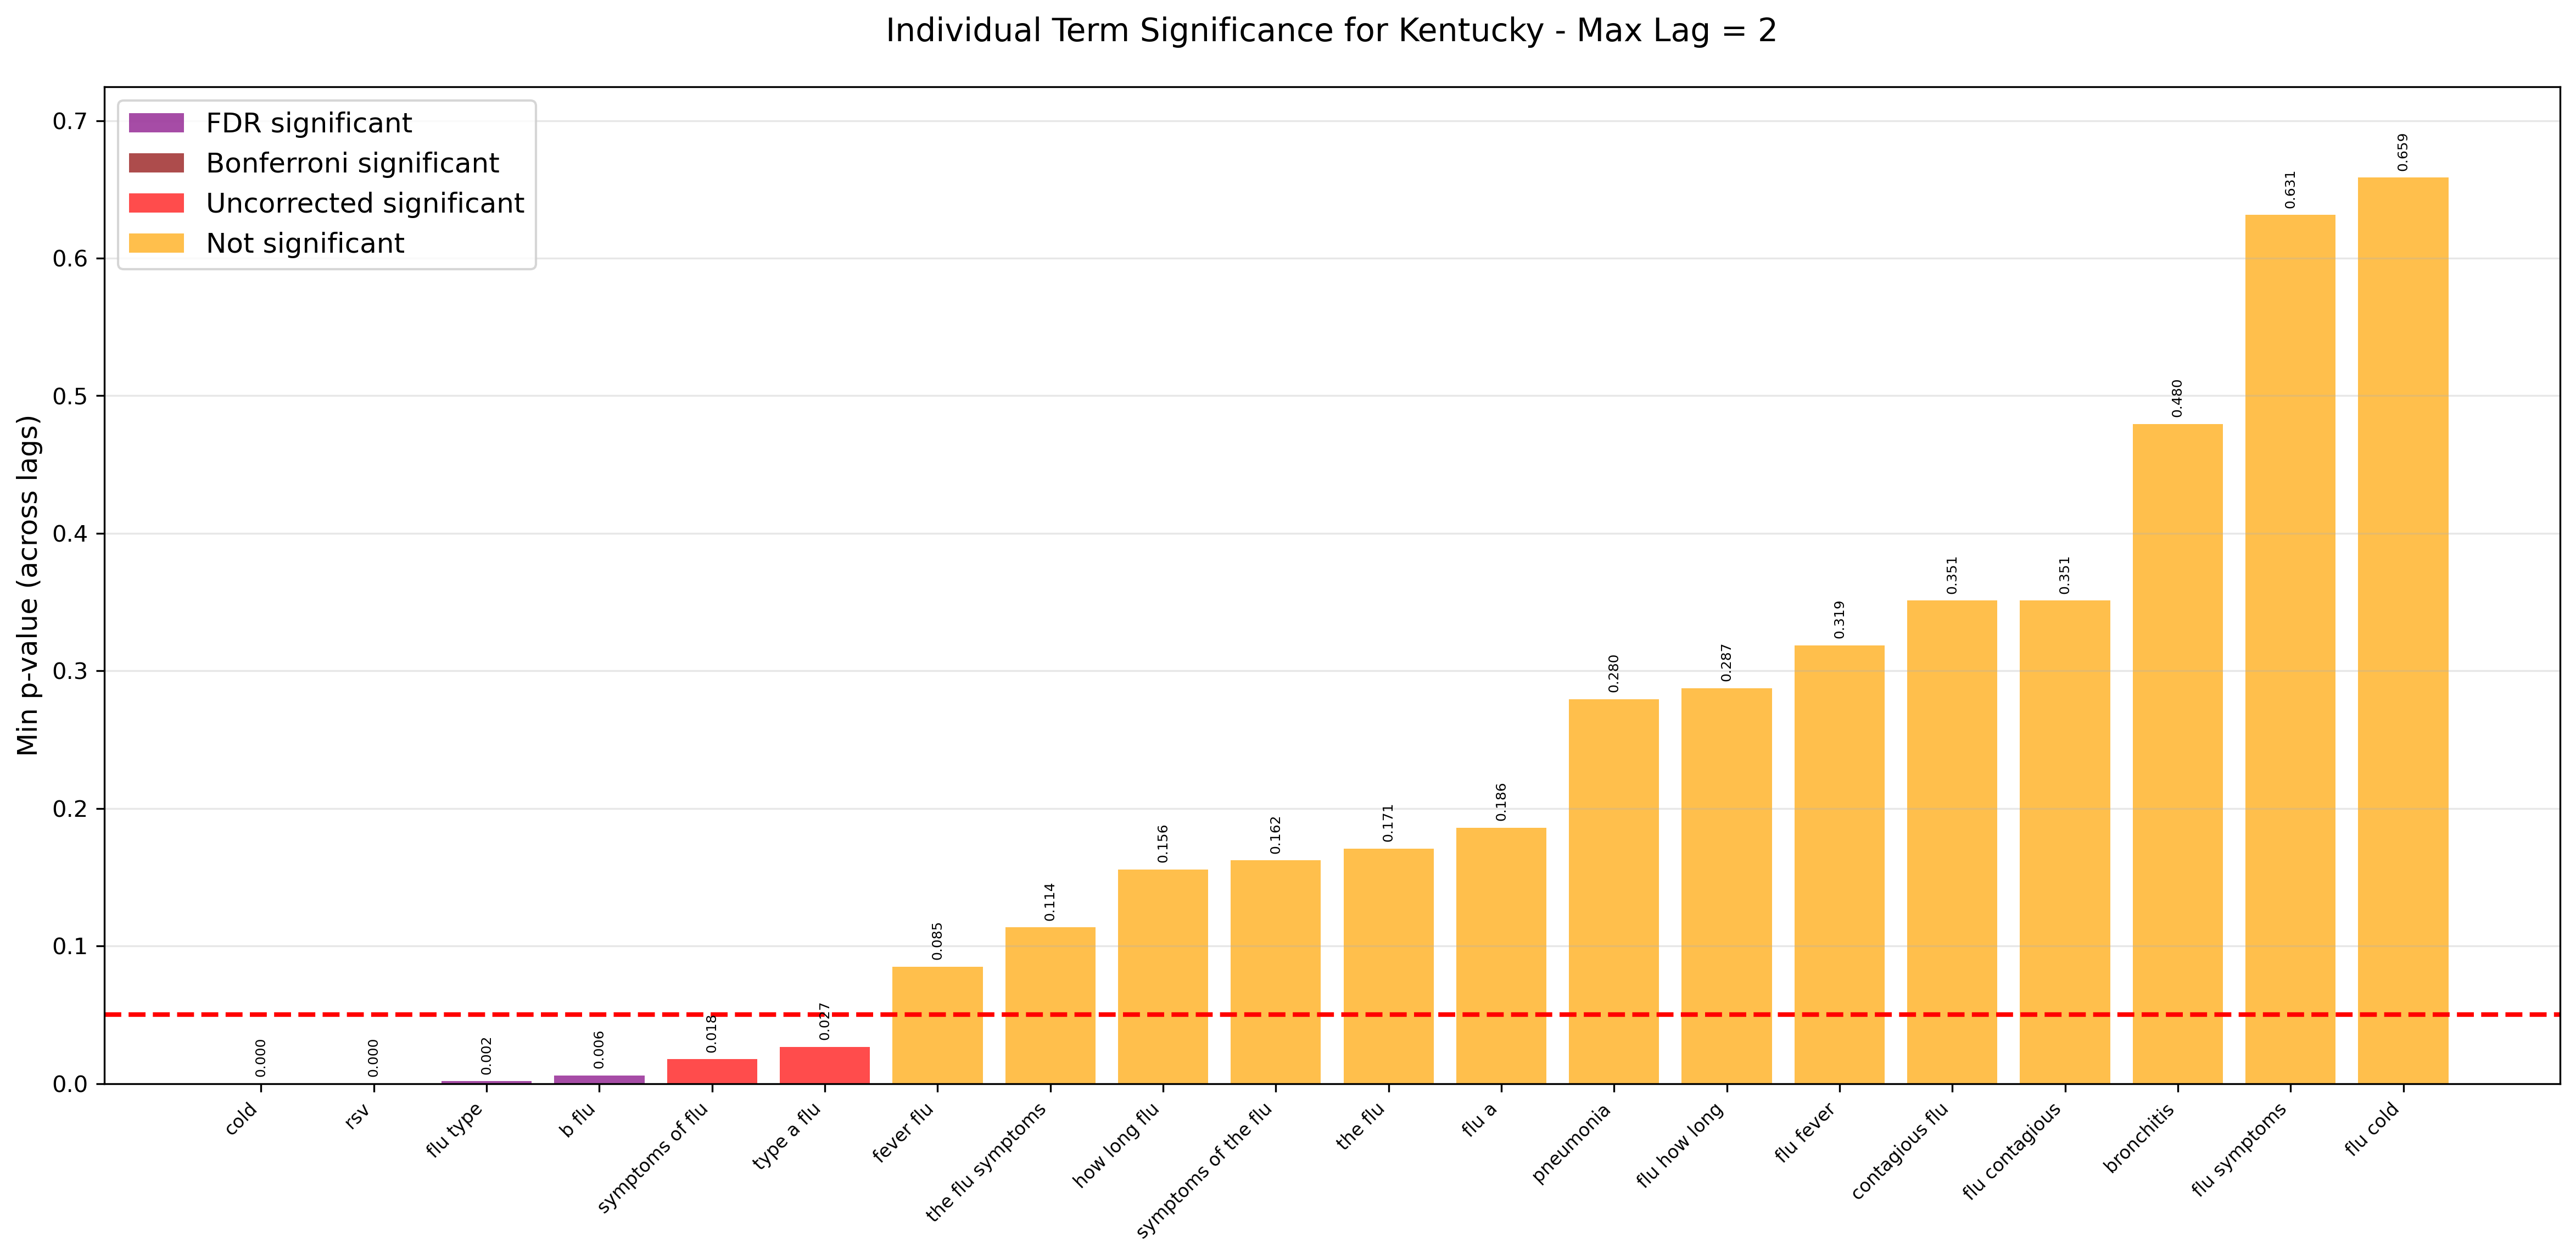 Individual Term Significance for Kentucky - Max Lag = 2
FDR significant
Bonferroni significant
Uncorrected significant
Not significant
Min p-value (across lags)
0.7
0.6
0.5
0.4
0.3
0.2
0.1
0.0
0.000
0.000
0.002
0.006
0.018
0.027
0.085
0.114
0.156
0.162
0.171
0.186
0.280
0.287
0.319
0.351
0.351
0.480
0.631
0.659
cold
rsv
flu type
b flu
symptoms of flu
type a flu
fever flu
the flu symptoms
how long flu
symptoms of the flu
the flu
flu a
pneumonia
flu how long
flu fever
contagious flu
flu contagious
bronchitis
flu symptoms
flu cold